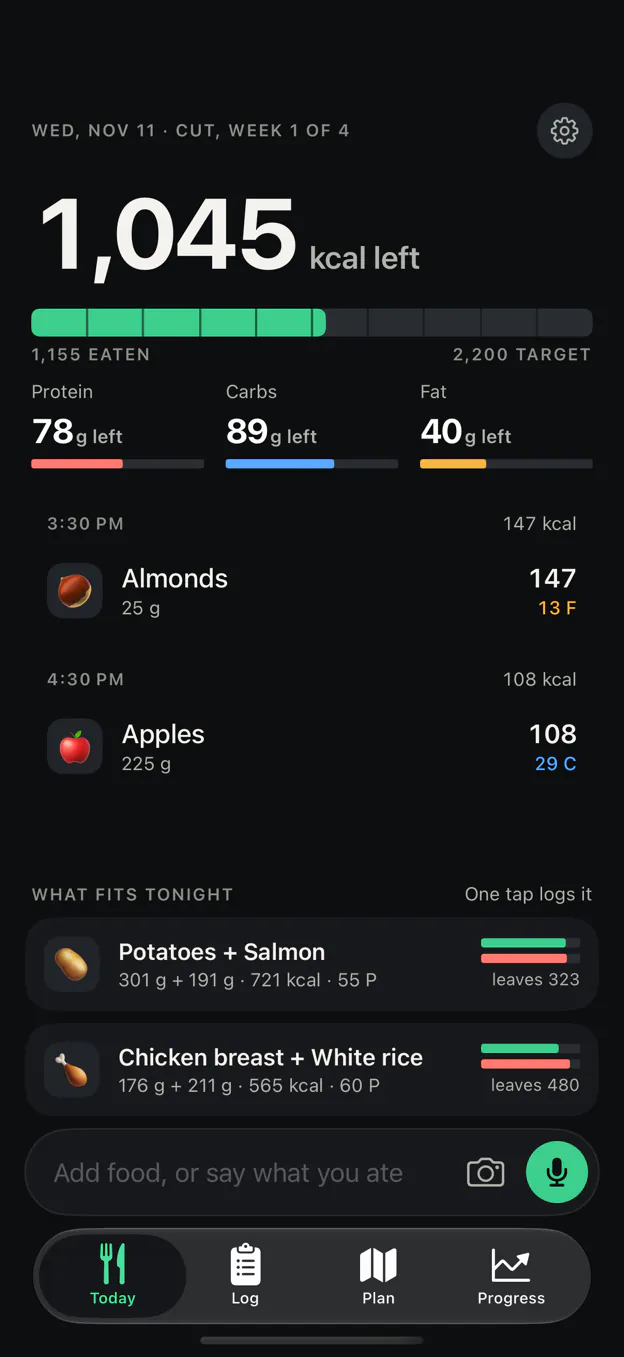 WED, NOV 11 · CUT, WEEK 1 OF 4
1,045 kcal left
1,155 EATEN 2,200 TARGET
Protein Carbs Fat
78g left 89g left 40g left
3:30 PM 147 kcal
Almonds 147
25 g 13 F
4:30 PM 108 kcal
Apples 108
225 g 29 C
WHAT FITS TONIGHT One tap logs it
Potatoes + Salmon
301 g + 191 g · 721 kcal · 55 P leaves 323
Chicken breast + White rice
176 g + 211 g · 565 kcal · 60 P leaves 480
Add food, or say what you ate
Today Log Plan Progress